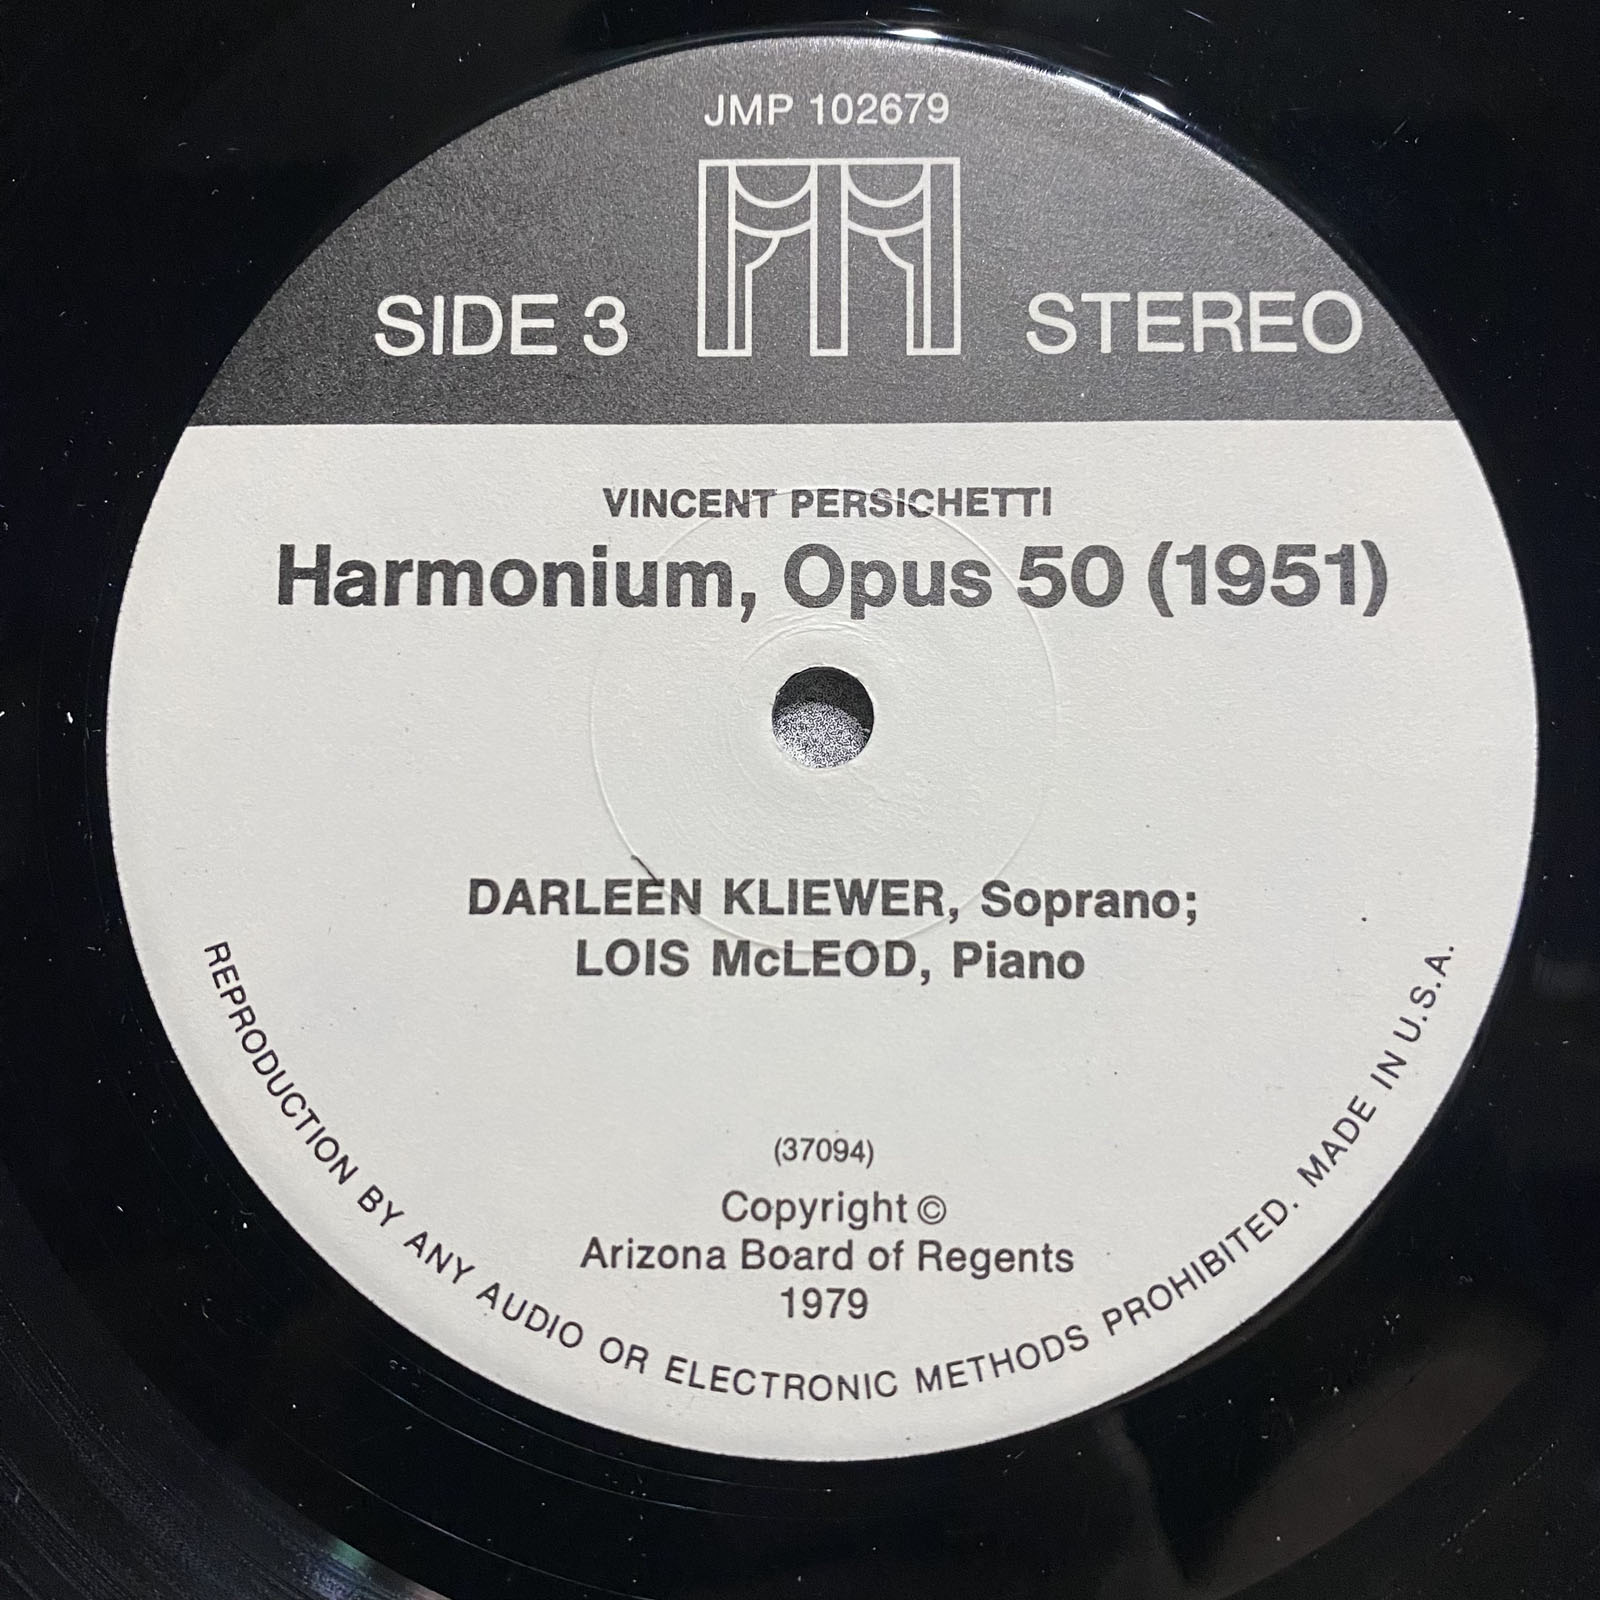 JMP 102679
SIDE 3
STEREO
VINCENT PERSICHETTI
Harmonium, Opus 50 (1951)
DARLEEN KLIEWER, Soprano;
LOIS McLEOD, Piano
(37094)
Copyright ©
Arizona Board of Regents
1979
REPRODUCTION BY ANY AUDIO OR ELECTRONIC METHODS PROHIBITED. MADE IN U.S.A.